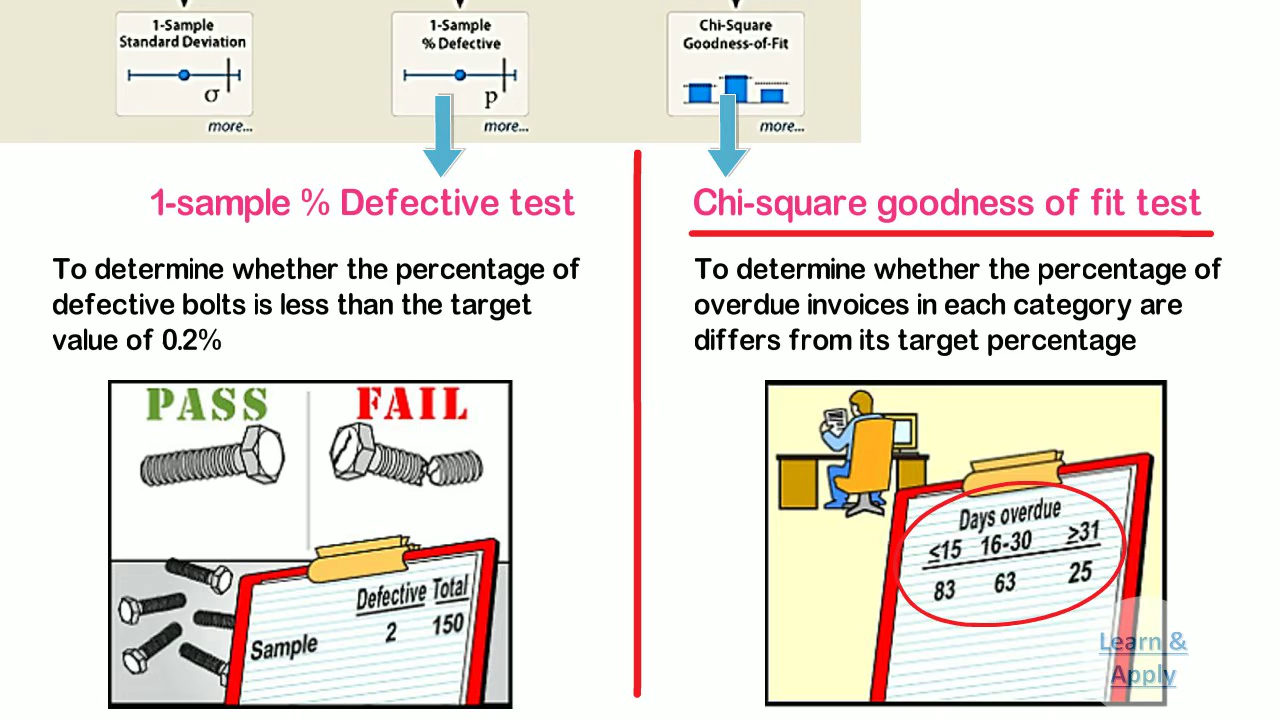 1-Sample
Standard Deviation
σ
more...
1-Sample
% Defective
p
more...
Chi-Square
Goodness-of-Fit
more...
1-sample % Defective test
To determine whether the percentage of
defective bolts is less than the target
value of 0.2%
PASS FAIL
Defective Total
Sample 2 150
Chi-square goodness of fit test
To determine whether the percentage of
overdue invoices in each category are
differs from its target percentage
Days overdue
≤15 16-30 ≥31
83 63 25
Learn &
Apply